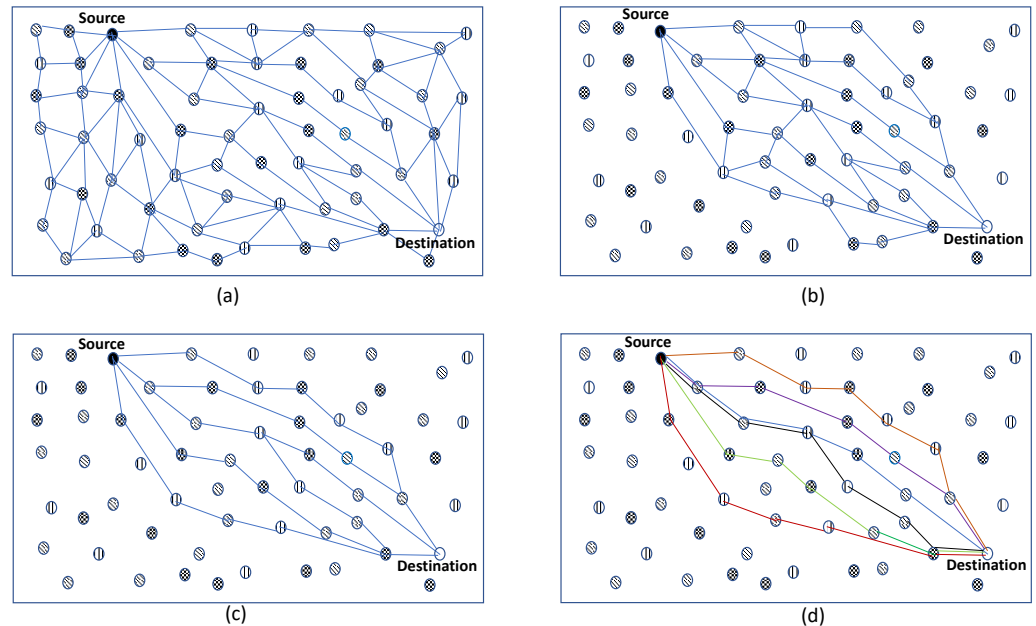 Source
Destination
(a)
Source
Destination
(b)
Source
Destination
(c)
Source
Destination
(d)